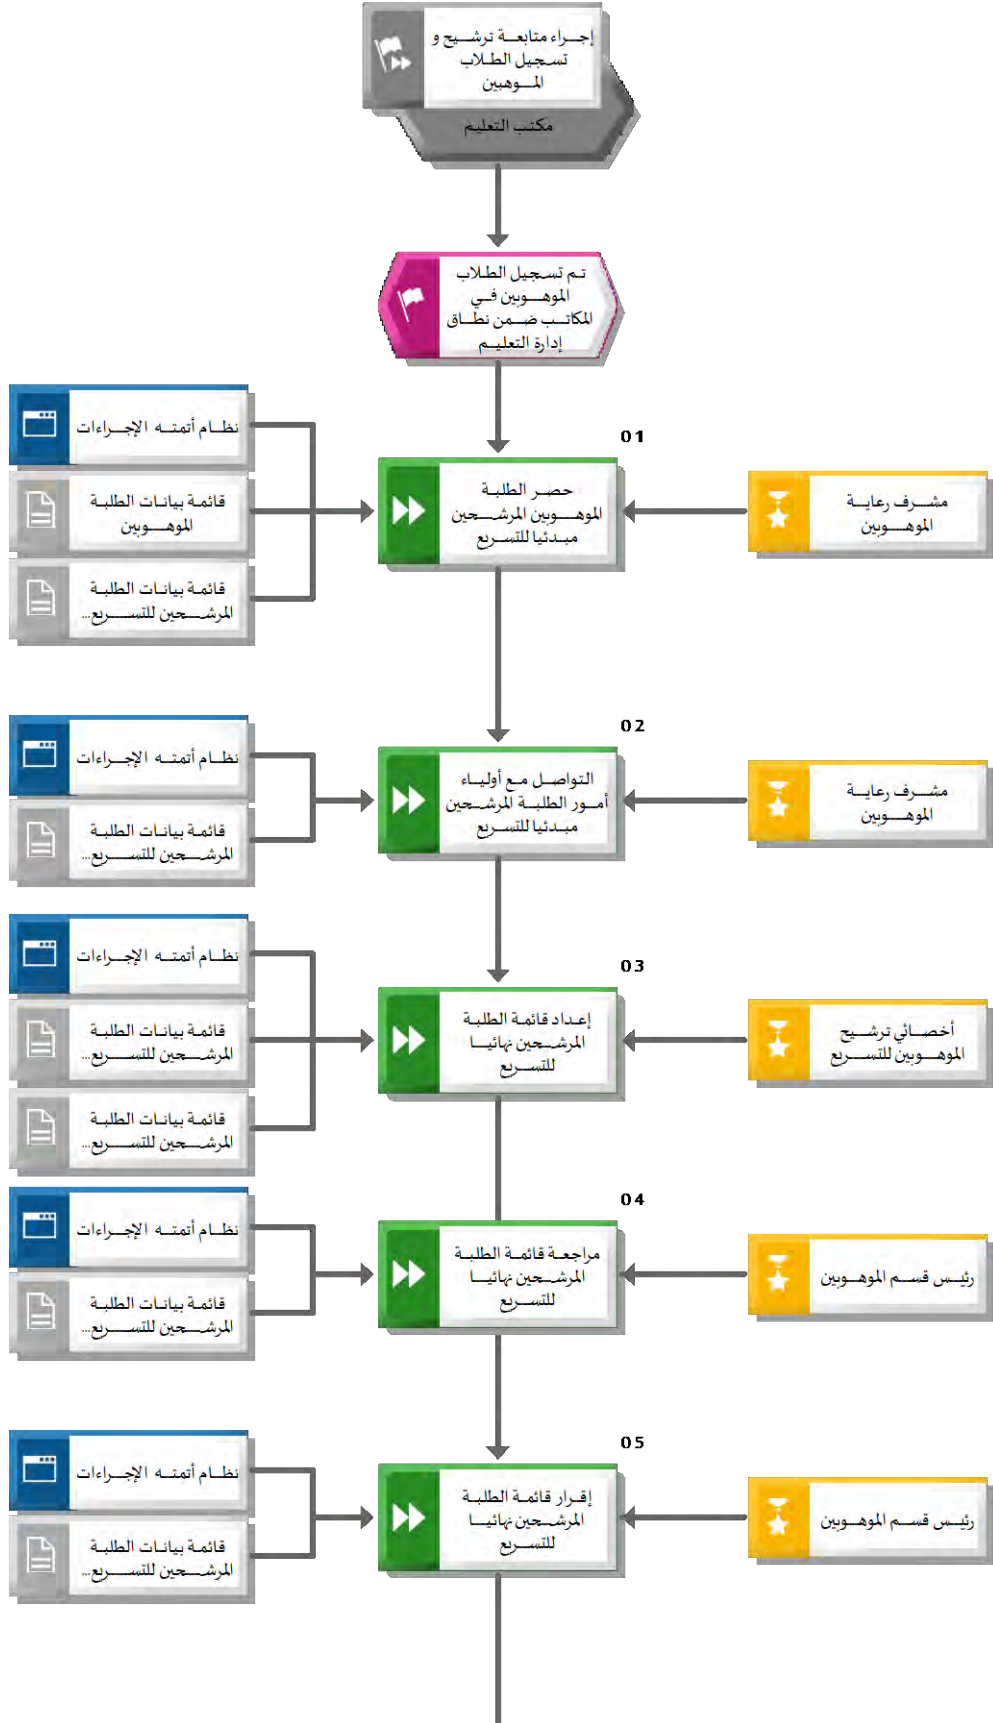 إجراء متابعة ترشيح و
تسجيل الطلاب
الموهبين
مكتب التعليم
تم تسجيل الطلاب
الموهوبين في
المكاتب ضمن نطاق
إدارة التعليم
01
مشرف رعاية
الموهوبين
حصر الطلبة
الموهوبين المرشحين
مبدئيا للتسريع
نظام أتمته الإجراءات
قائمة بيانات الطلبة
الموهوبين
قائمة بيانات الطلبة
المرشحين للتسريع...
02
مشرف رعاية
الموهوبين
التواصل مع أولياء
أمور الطلبة المرشحين
مبدئيا للتسريع
نظام أتمته الإجراءات
قائمة بيانات الطلبة
المرشحين للتسريع...
03
أخصائي ترشيح
الموهوبين للتسريع
إعداد قائمة الطلبة
المرشحين نهائيا
للتسريع
نظام أتمته الإجراءات
قائمة بيانات الطلبة
المرشحين للتسريع...
قائمة بيانات الطلبة
المرشحين للتسريع...
04
رئيس قسم الموهوبين
مراجعة قائمة الطلبة
المرشحين نهائيا
للتسريع
نظام أتمته الإجراءات
قائمة بيانات الطلبة
المرشحين للتسريع...
05
رئيس قسم الموهوبين
إقرار قائمة الطلبة
المرشحين نهائيا
للتسريع
نظام أتمته الإجراءات
قائمة بيانات الطلبة
المرشحين للتسريع...